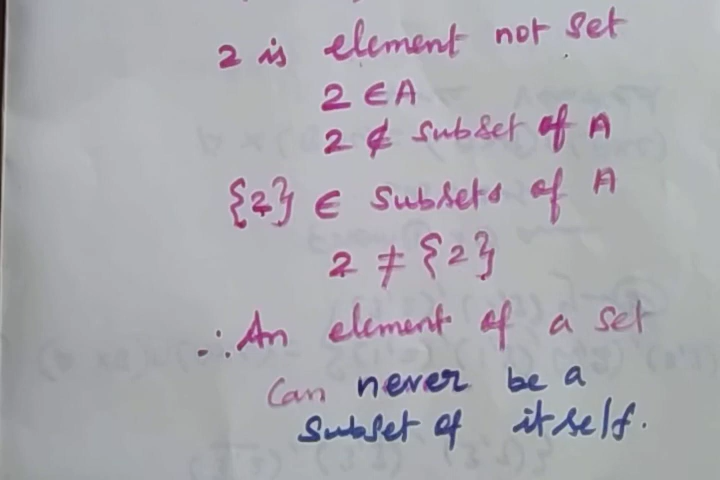 2 is element not set
2 ∈ A
2 ∉ subset of A
{2} ∈ subsets of A
2 ≠ {2}
∴ An element of a set
Can never be a
subset of itself.